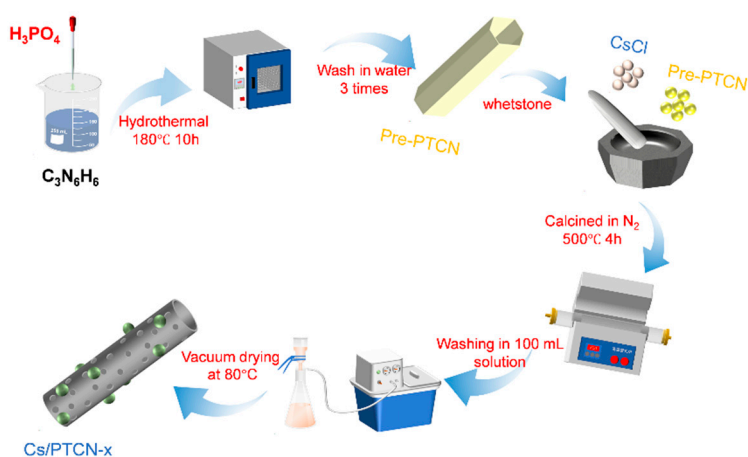 H₃PO₄
C₃N₆H₆
Hydrothermal
180℃ 10h
Wash in water
3 times
Pre-PTCN
whetstone
CsCl
Pre-PTCN
Calcined in N₂
500℃ 4h
Washing in 100 mL
solution
Vacuum drying
at 80°C
Cs/PTCN-x